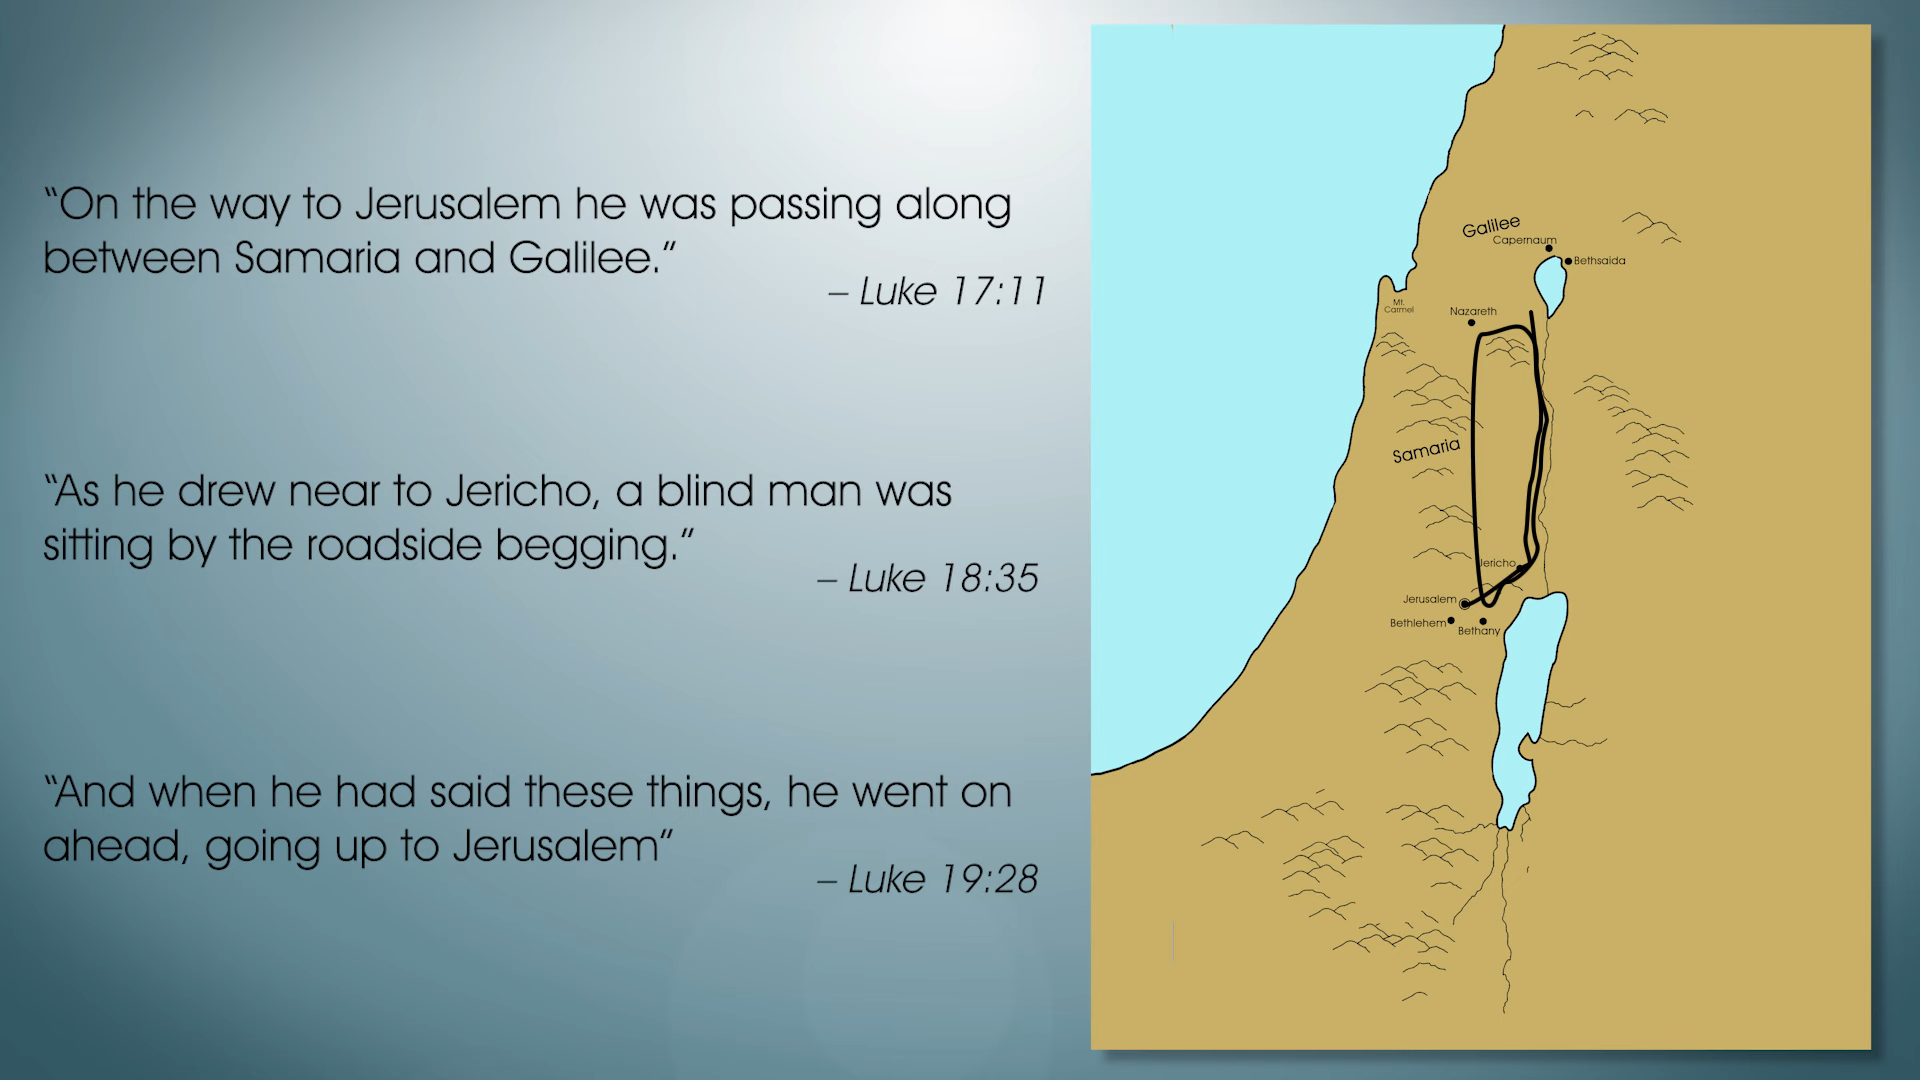 “On the way to Jerusalem he was passing along
between Samaria and Galilee.”
– Luke 17:11
“As he drew near to Jericho, a blind man was
sitting by the roadside begging.”
– Luke 18:35
“And when he had said these things, he went on
ahead, going up to Jerusalem”
– Luke 19:28
Galilee
Capernaum
Bethsaida
Mt.
Carmel
Nazareth
Samaria
Jericho
Jerusalem
Bethlehem
Bethany